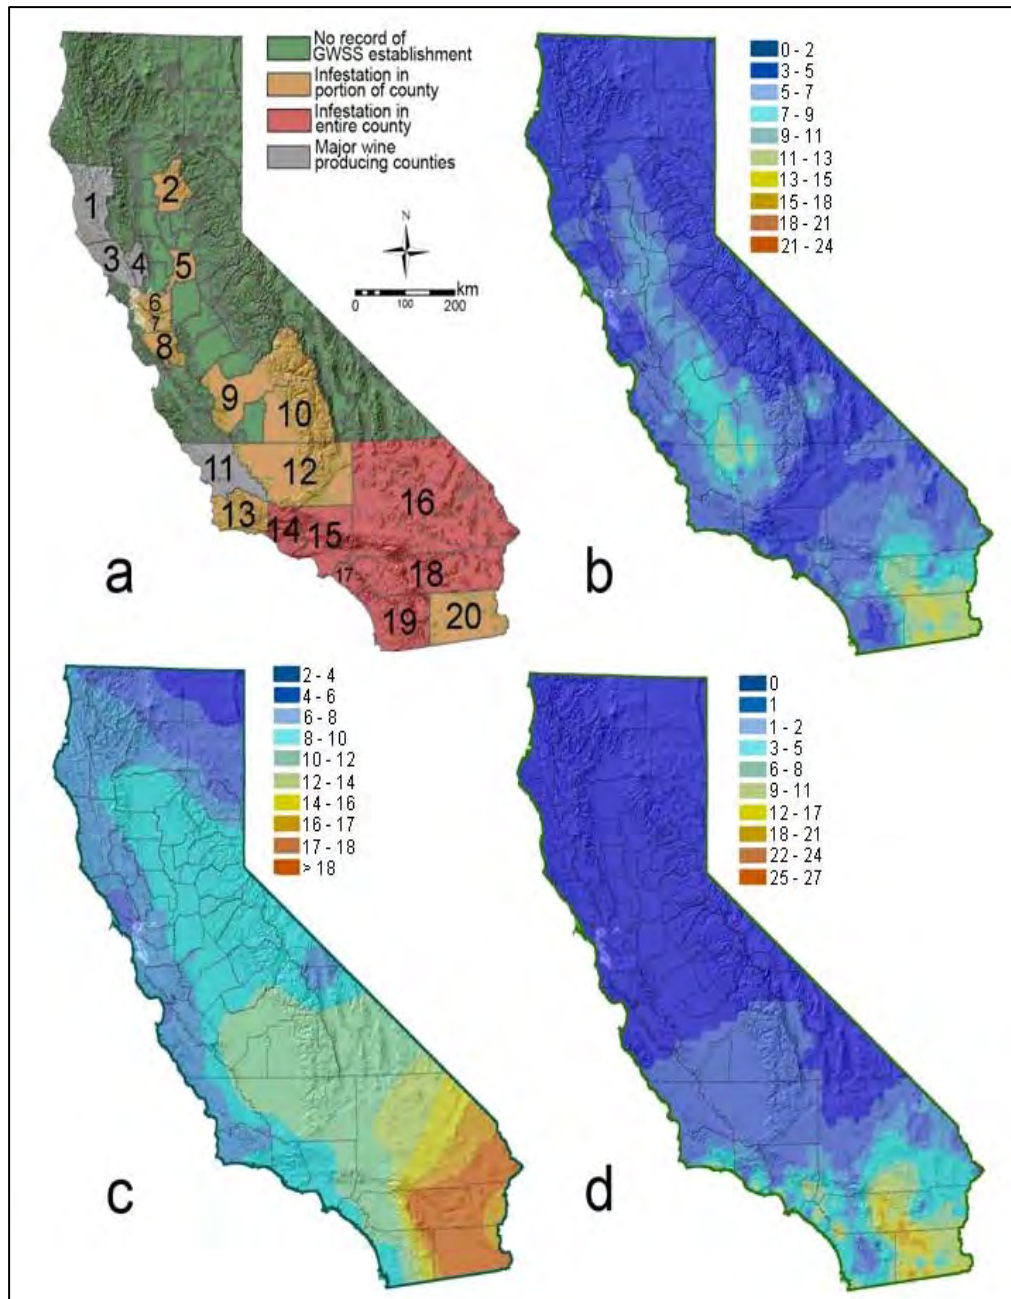 No record of
GWSS establishment
Infestation in
portion of county
Infestation in
entire county
Major wine
producing counties
N
km
0 100 200
1
2
3
4
5
6
7
8
9
10
11
12
13
14
15
16
17
18
19
20
a
0 - 2
3 - 5
5 - 7
7 - 9
9 - 11
11 - 13
13 - 15
15 - 18
18 - 21
21 - 24
b
2 - 4
4 - 6
6 - 8
8 - 10
10 - 12
12 - 14
14 - 16
16 - 17
17 - 18
> 18
c
0
1
1 - 2
3 - 5
6 - 8
9 - 11
12 - 17
18 - 21
22 - 24
25 - 27
d